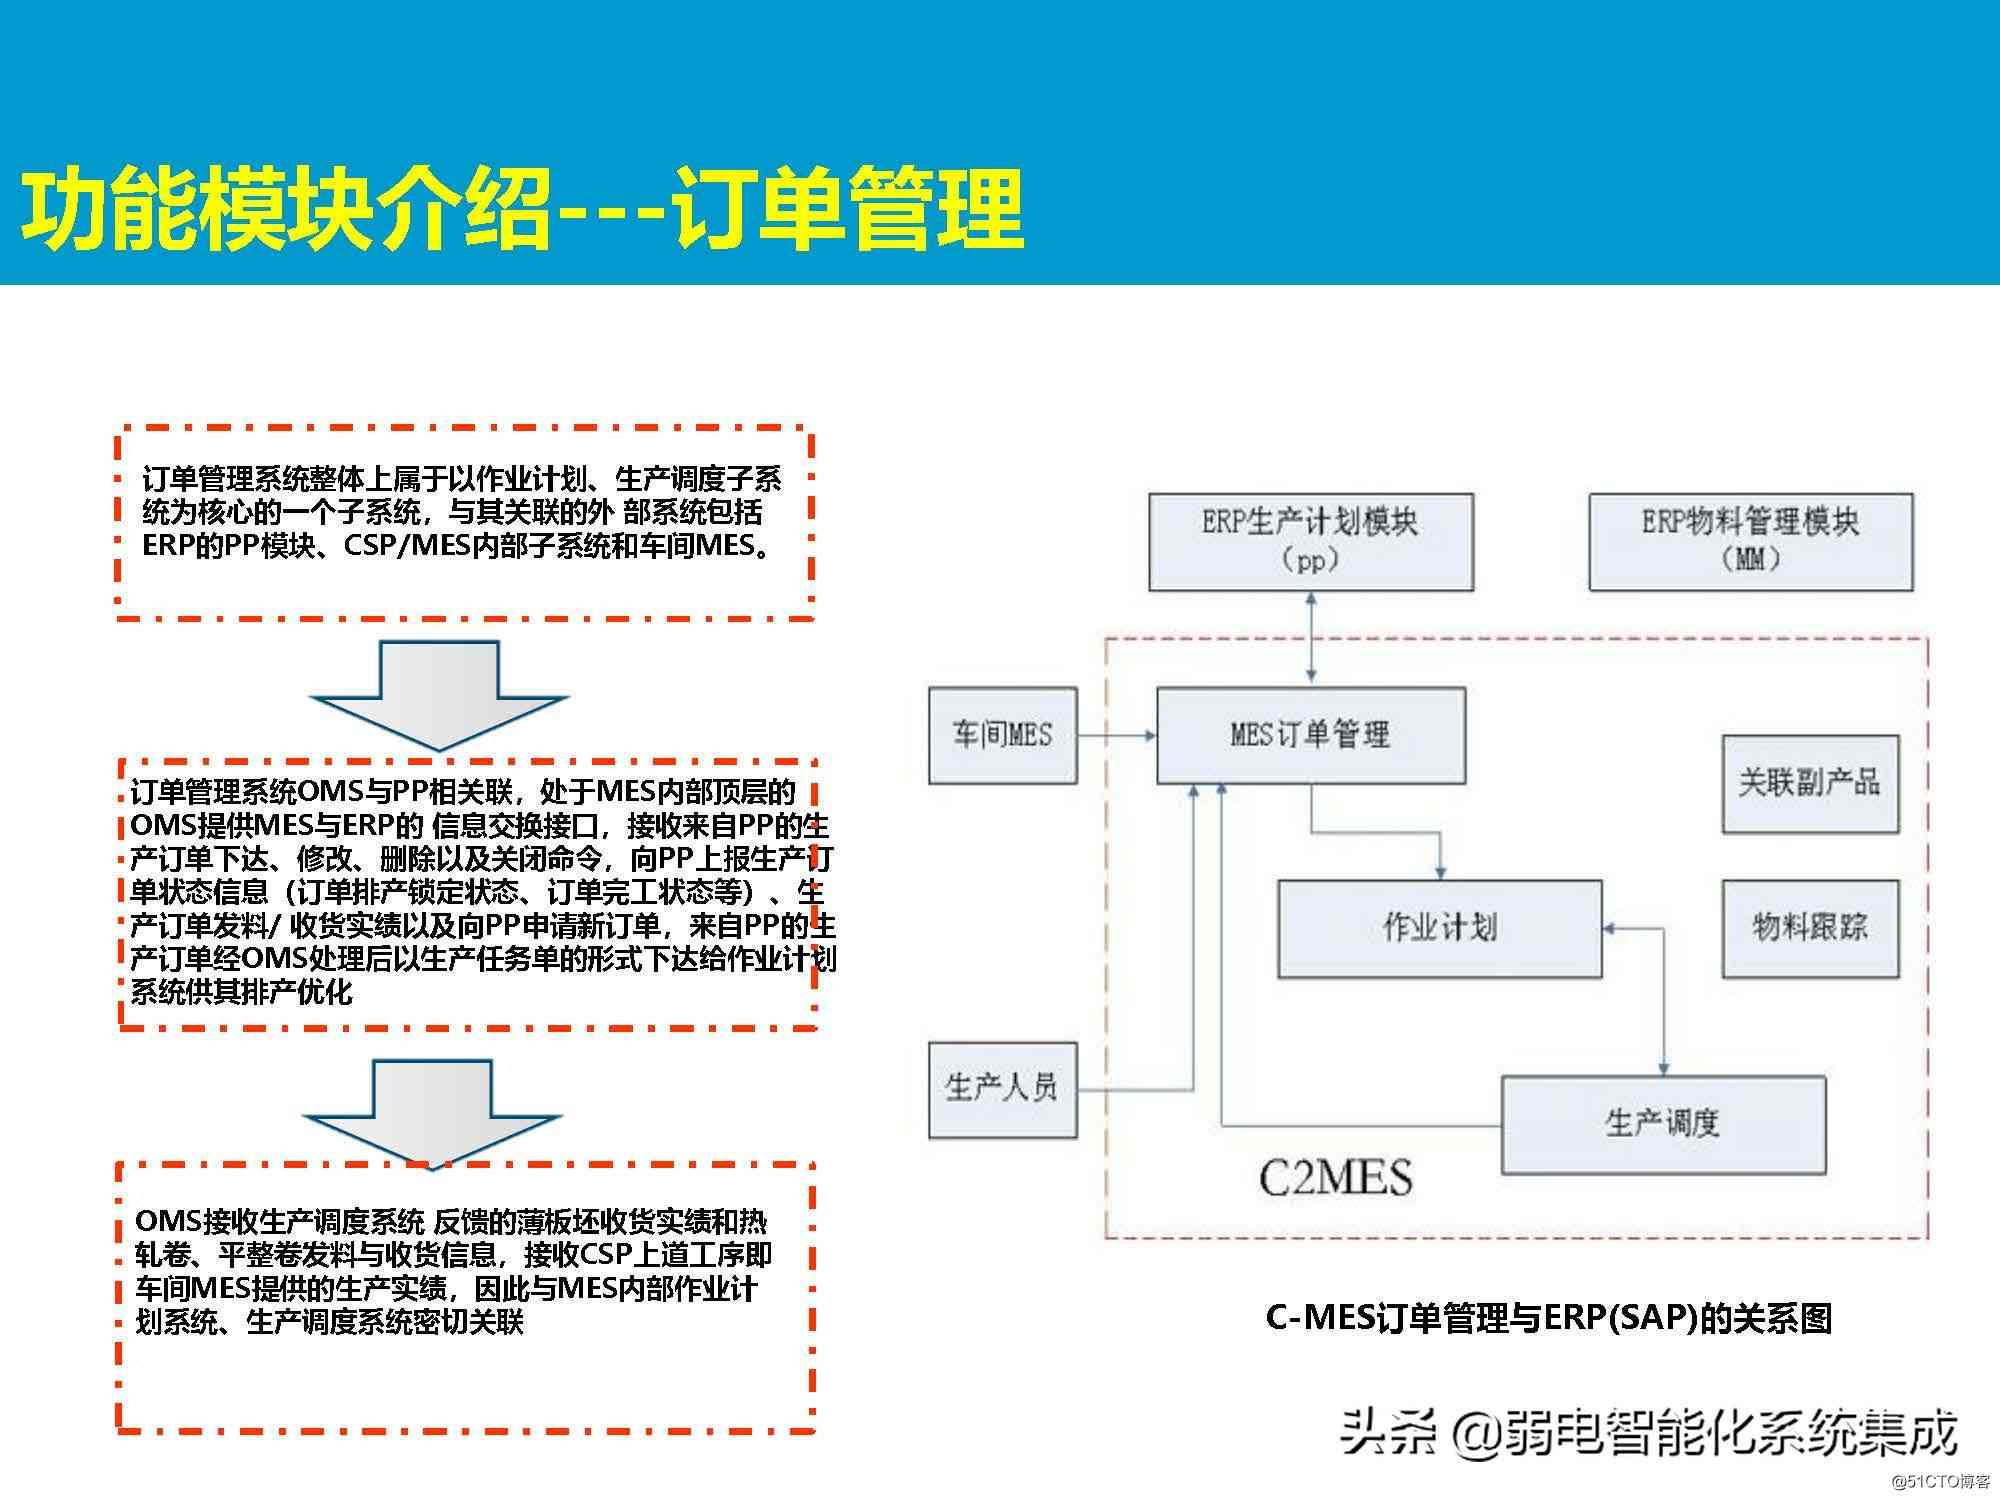 功能模块介绍---订单管理
订单管理系统整体上属于以作业计划、生产调度子系
统为核心的一个子系统，与其关联的外 部系统包括
ERP的PP模块、CSP/MES内部子系统和车间MES。
订单管理系统OMS与PP相关联，处于MES内部顶层的
OMS提供MES与ERP的 信息交换接口，接收来自PP的生
产订单下达、修改、删除以及关闭命令，向PP上报生产订
单状态信息（订单排产锁定状态、订单完工状态等）、生
产订单发料/ 收货实绩以及向PP申请新订单，来自PP的生
产订单经OMS处理后以生产任务单的形式下达给作业计划
系统供其排产优化
OMS接收生产调度系统 反馈的薄板坯收货实绩和热
轧卷、平整卷发料与收货信息，接收CSP上道工序即
车间MES提供的生产实绩，因此与MES内部作业计
划系统、生产调度系统密切关联
ERP生产计划模块
（pp）
ERP物料管理模块
（MM）
车间MES
MES订单管理
关联副产品
作业计划
物料跟踪
生产人员
生产调度
C2MES
C-MES订单管理与ERP(SAP)的关系图
头条 @弱电智能化系统集成
@51CTO博客